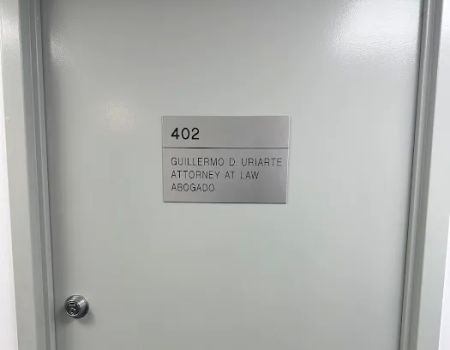 402
GUILLERMO D. URIARTE
ATTORNEY AT LAW
ABOGADO